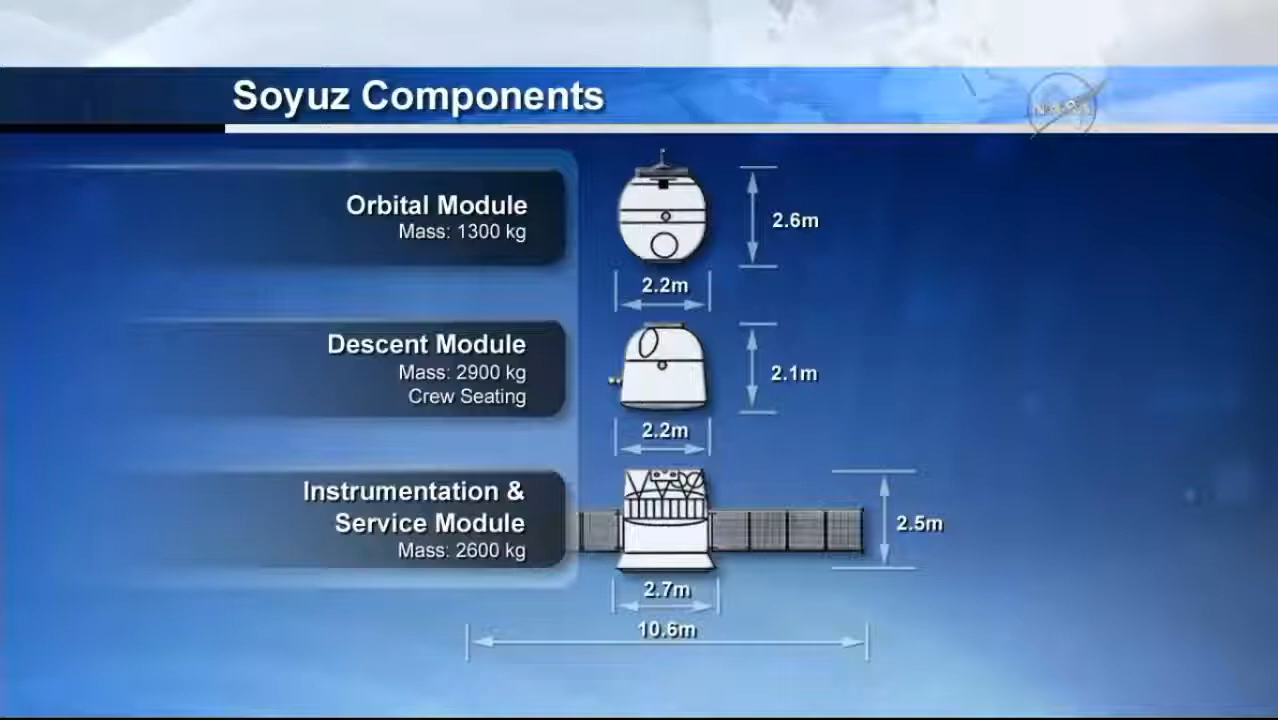 Soyuz Components
NASA
Orbital Module
Mass: 1300 kg
2.6m
2.2m
Descent Module
Mass: 2900 kg
Crew Seating
2.1m
2.2m
Instrumentation &
Service Module
Mass: 2600 kg
2.5m
2.7m
10.6m